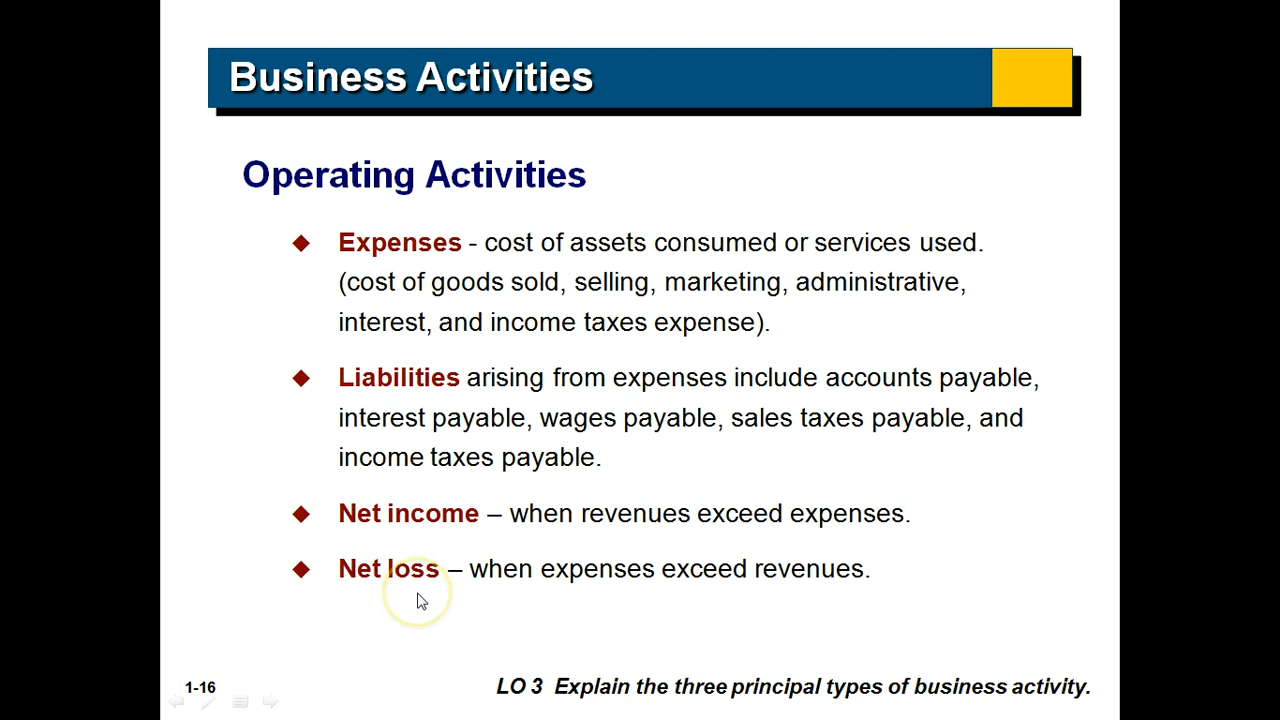 Business Activities
Operating Activities
Expenses - cost of assets consumed or services used.
(cost of goods sold, selling, marketing, administrative,
interest, and income taxes expense).
Liabilities arising from expenses include accounts payable,
interest payable, wages payable, sales taxes payable, and
income taxes payable.
Net income – when revenues exceed expenses.
Net loss – when expenses exceed revenues.
1-16
LO 3 Explain the three principal types of business activity.